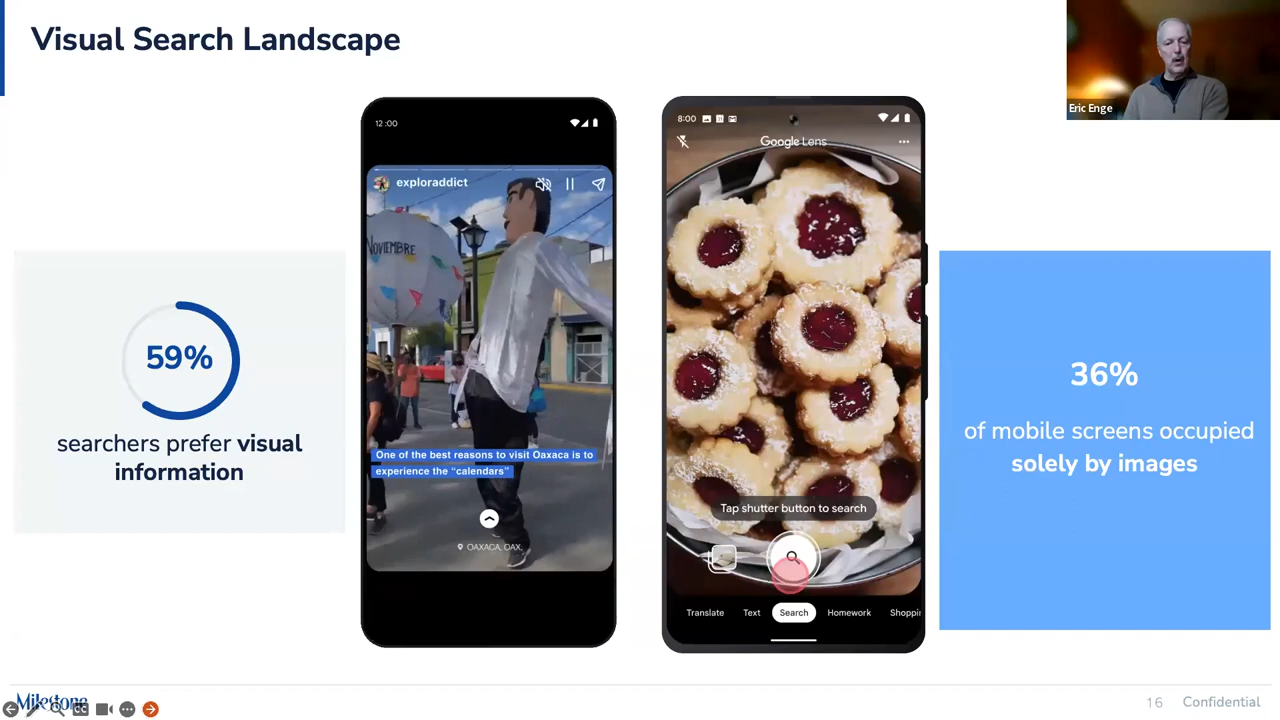 Visual Search Landscape
Eric Enge
59%
searchers prefer visual
information
12:00
exploraddict
NOVIEMBRE
One of the best reasons to visit Oaxaca is to
experience the “calendars”
OAXACA, OAX.
8:00
Google Lens
Tap shutter button to search
Translate Text Search Homework Shoppin
36%
of mobile screens occupied
solely by images
Milestone
CC
16 Confidential